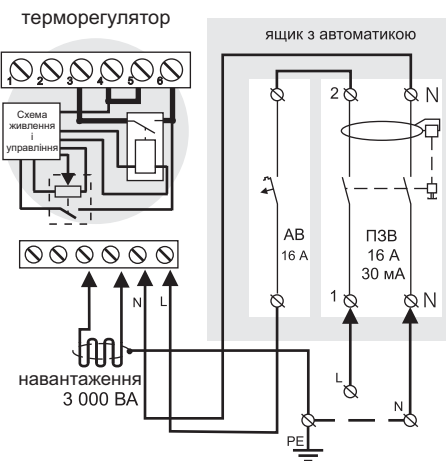 терморегулятор
ящик з автоматикою
1 2 3 4 5 6
2 N
Схема
живлення
і
управління
АВ
16 А
ПЗВ
16 А
30 мА
1 N
N L
навантаження
3 000 ВА
L
N
PE